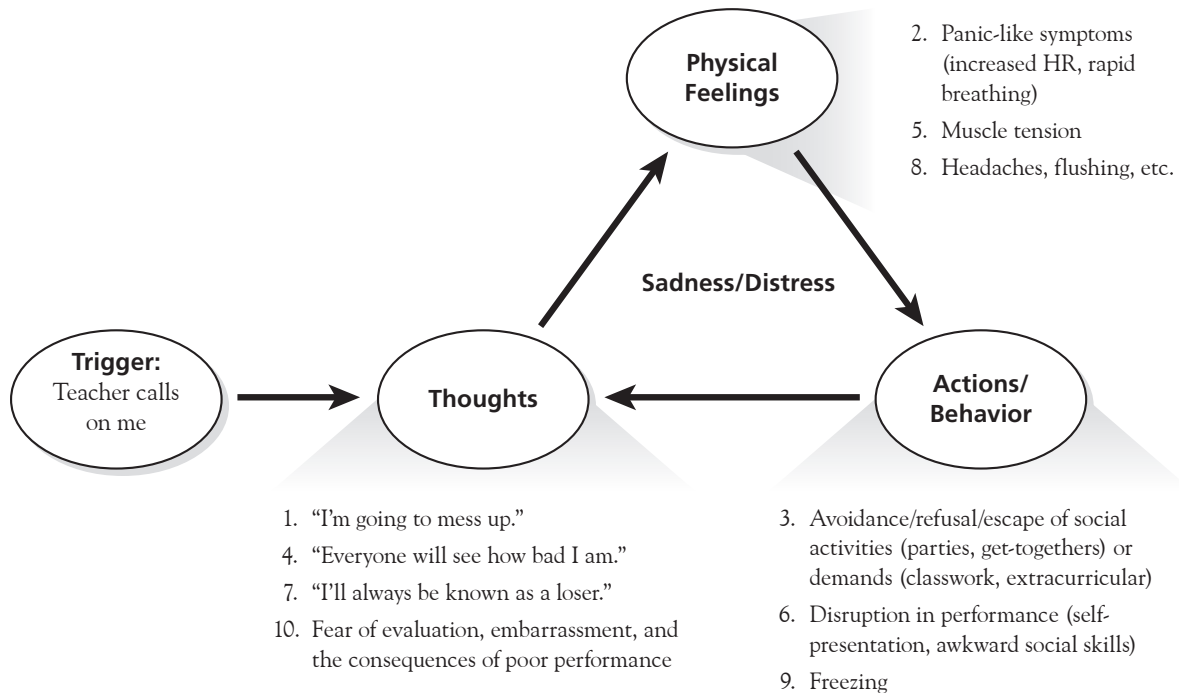 Physical
Feelings
2. Panic-like symptoms
(increased HR, rapid
breathing)
5. Muscle tension
8. Headaches, flushing, etc.
Sadness/Distress
Trigger:
Teacher calls
on me
Thoughts
Actions/
Behavior
1. “I’m going to mess up.”
4. “Everyone will see how bad I am.”
7. “I’ll always be known as a loser.”
10. Fear of evaluation, embarrassment, and
the consequences of poor performance
3. Avoidance/refusal/escape of social
activities (parties, get-togethers) or
demands (classwork, extracurricular)
6. Disruption in performance (self-
presentation, awkward social skills)
9. Freezing